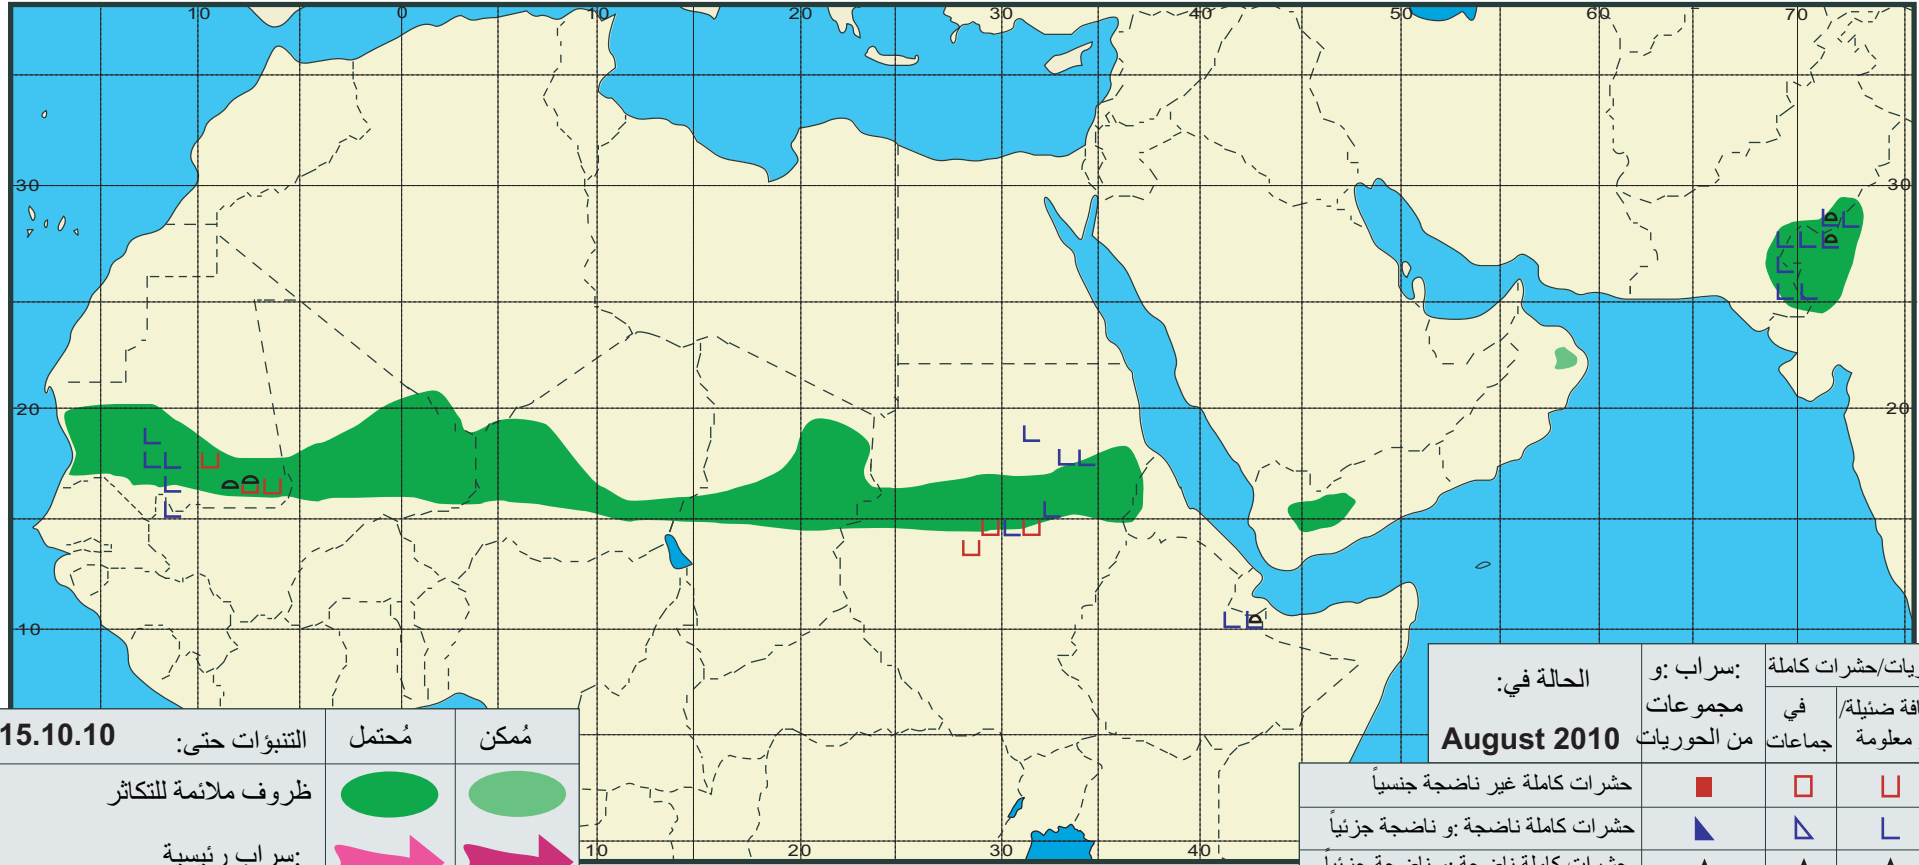 10 0 10 20 30 40 50 60 70
30 30
20 20
10
10 20 30 40
التنبؤات حتى: 15.10.10
مُحتمل
مُمكن
ظروف ملائمة للتكاثر
:سراب رئيسية
الحالة في:
August 2010
:سراب :و
مجموعات
من الحوريات
كاملة
في
جماعات
ضئيلة/
معلومة
حشرات كاملة غير ناضجة جنسياً
حشرات كاملة ناضجة :و ناضجة جزئياً